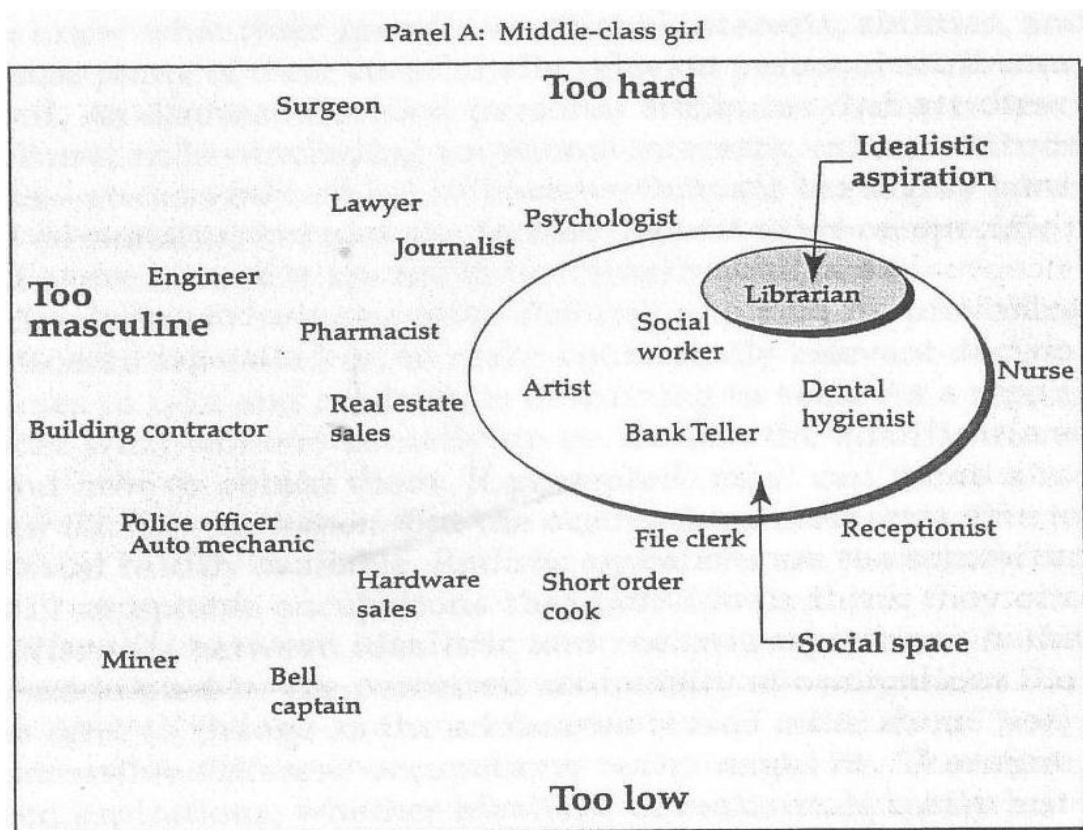 Panel A: Middle-class girl
Too hard
Surgeon
Idealistic
aspiration
Lawyer
Psychologist
Journalist
Engineer
Too
masculine
Librarian
Pharmacist
Social
worker
Nurse
Artist
Dental
hygienist
Real estate
sales
Building contractor
Bank Teller
Police officer
Auto mechanic
File clerk
Receptionist
Hardware
sales
Short order
cook
Social space
Miner
Bell
captain
Too low